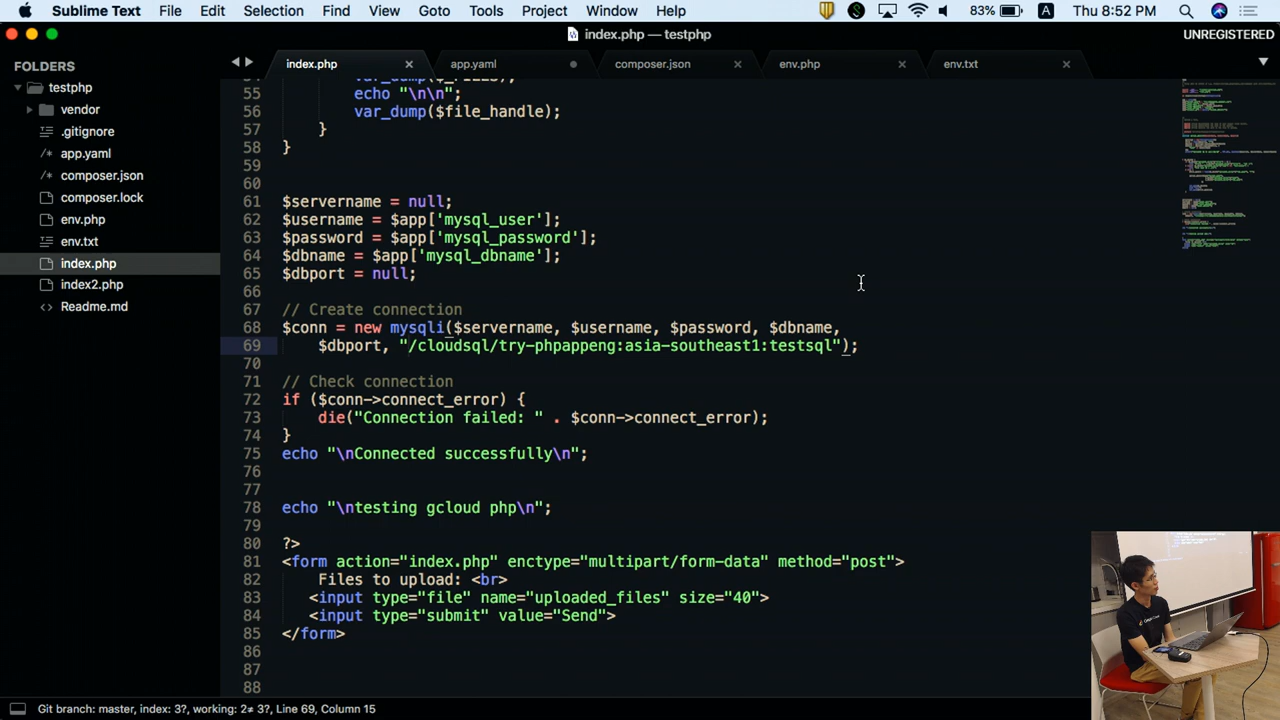 Sublime Text File Edit Selection Find View Goto Tools Project Window Help 83% A Thu 8:52 PM
index.php — testphp UNREGISTERED
FOLDERS
testphp
vendor
.gitignore
app.yaml
composer.json
composer.lock
env.php
env.txt
index.php
index2.php
Readme.md
index.php app.yaml composer.json env.php env.txt
55 echo "\n\n";
56 var_dump($file_handle);
57 }
58 }
59
60
61 $servername = null;
62 $username = $app['mysql_user'];
63 $password = $app['mysql_password'];
64 $dbname = $app['mysql_dbname'];
65 $dbport = null;
66
67 // Create connection
68 $conn = new mysqli($servername, $username, $password, $dbname,
69 $dbport, "/cloudsql/try-phpappeng:asia-southeast1:testsql");
70
71 // Check connection
72 if ($conn->connect_error) {
73 die("Connection failed: " . $conn->connect_error);
74 }
75 echo "\nConnected successfully\n";
76
77
78 echo "\ntesting gcloud php\n";
79
80 ?>
81 <form action="index.php" enctype="multipart/form-data" method="post">
82 Files to upload: <br>
83 <input type="file" name="uploaded_files" size="40">
84 <input type="submit" value="Send">
85 </form>
86
87
88
Git branch: master, index: 3?, working: 2≠ 3?, Line 69, Column 15